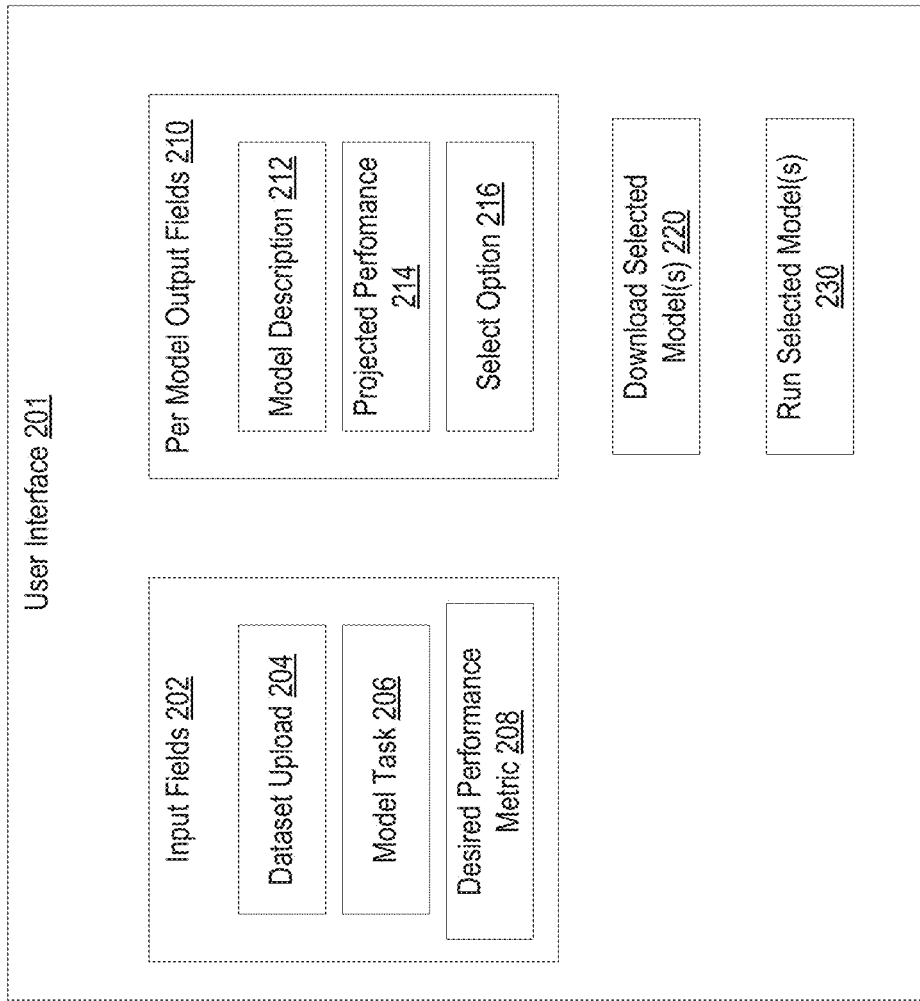 User Interface 201
Input Fields 202
Dataset Upload 204
Model Task 206
Desired Performance
Metric 208
Per Model Output Fields 210
Model Description 212
Projected Perfomance
214
Select Option 216
Download Selected
Model(s) 220
Run Selected Model(s)
230